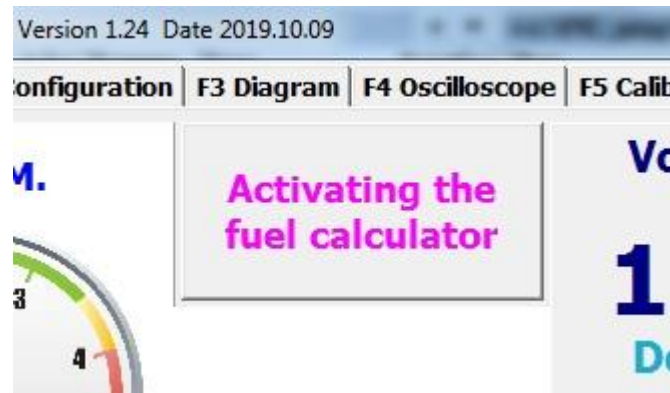 Version 1.24 Date 2019.10.09
onfiguration F3 Diagram F4 Oscilloscope F5 Calib
M.
Activating the
fuel calculator
Vo
1
3
4
De